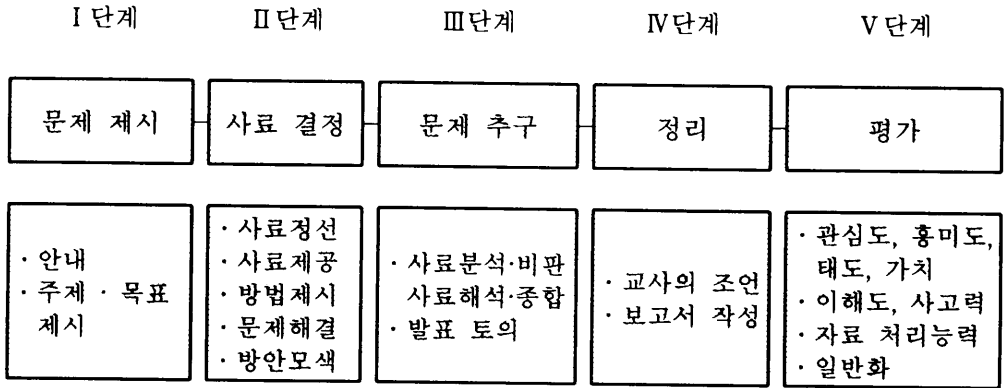 I 단계
II 단계
III단계
IV단계
V 단계
문제 제시
사료 결정
문제 추구
정리
평가
· 안내
· 주제 · 목표
제시
· 사료정선
· 사료제공
· 방법제시
· 문제해결
· 방안모색
· 사료분석·비판
사료해석·종합
· 발표 토의
· 교사의 조언
· 보고서 작성
· 관심도, 흥미도,
태도, 가치
· 이해도, 사고력
· 자료 처리능력
· 일반화